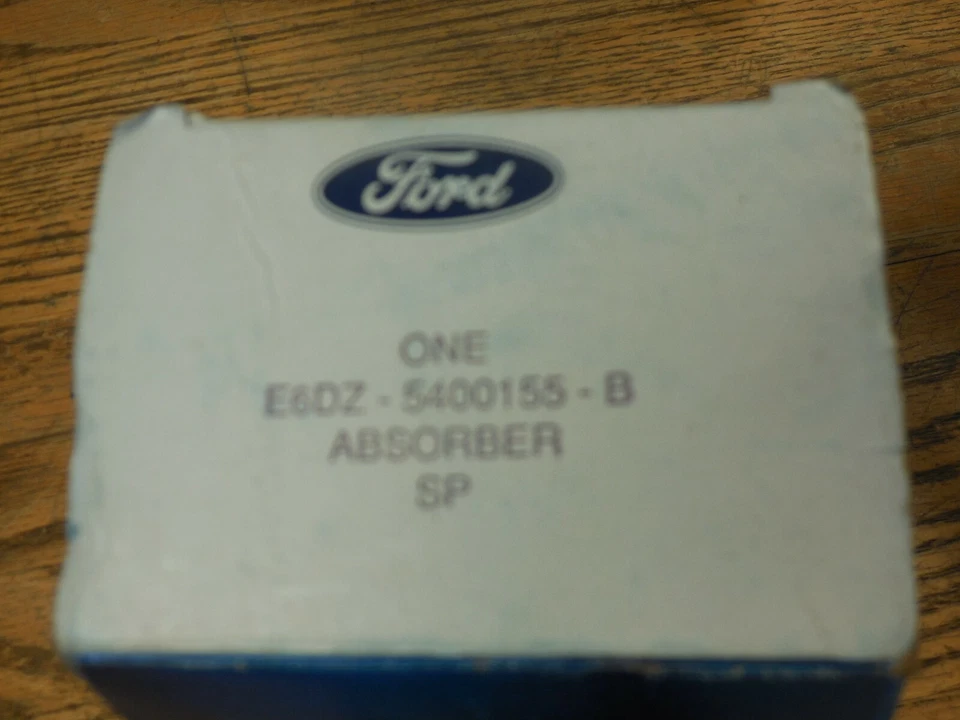 Ford
ONE
E6DZ - 5400155 - B
ABSORBER
SP